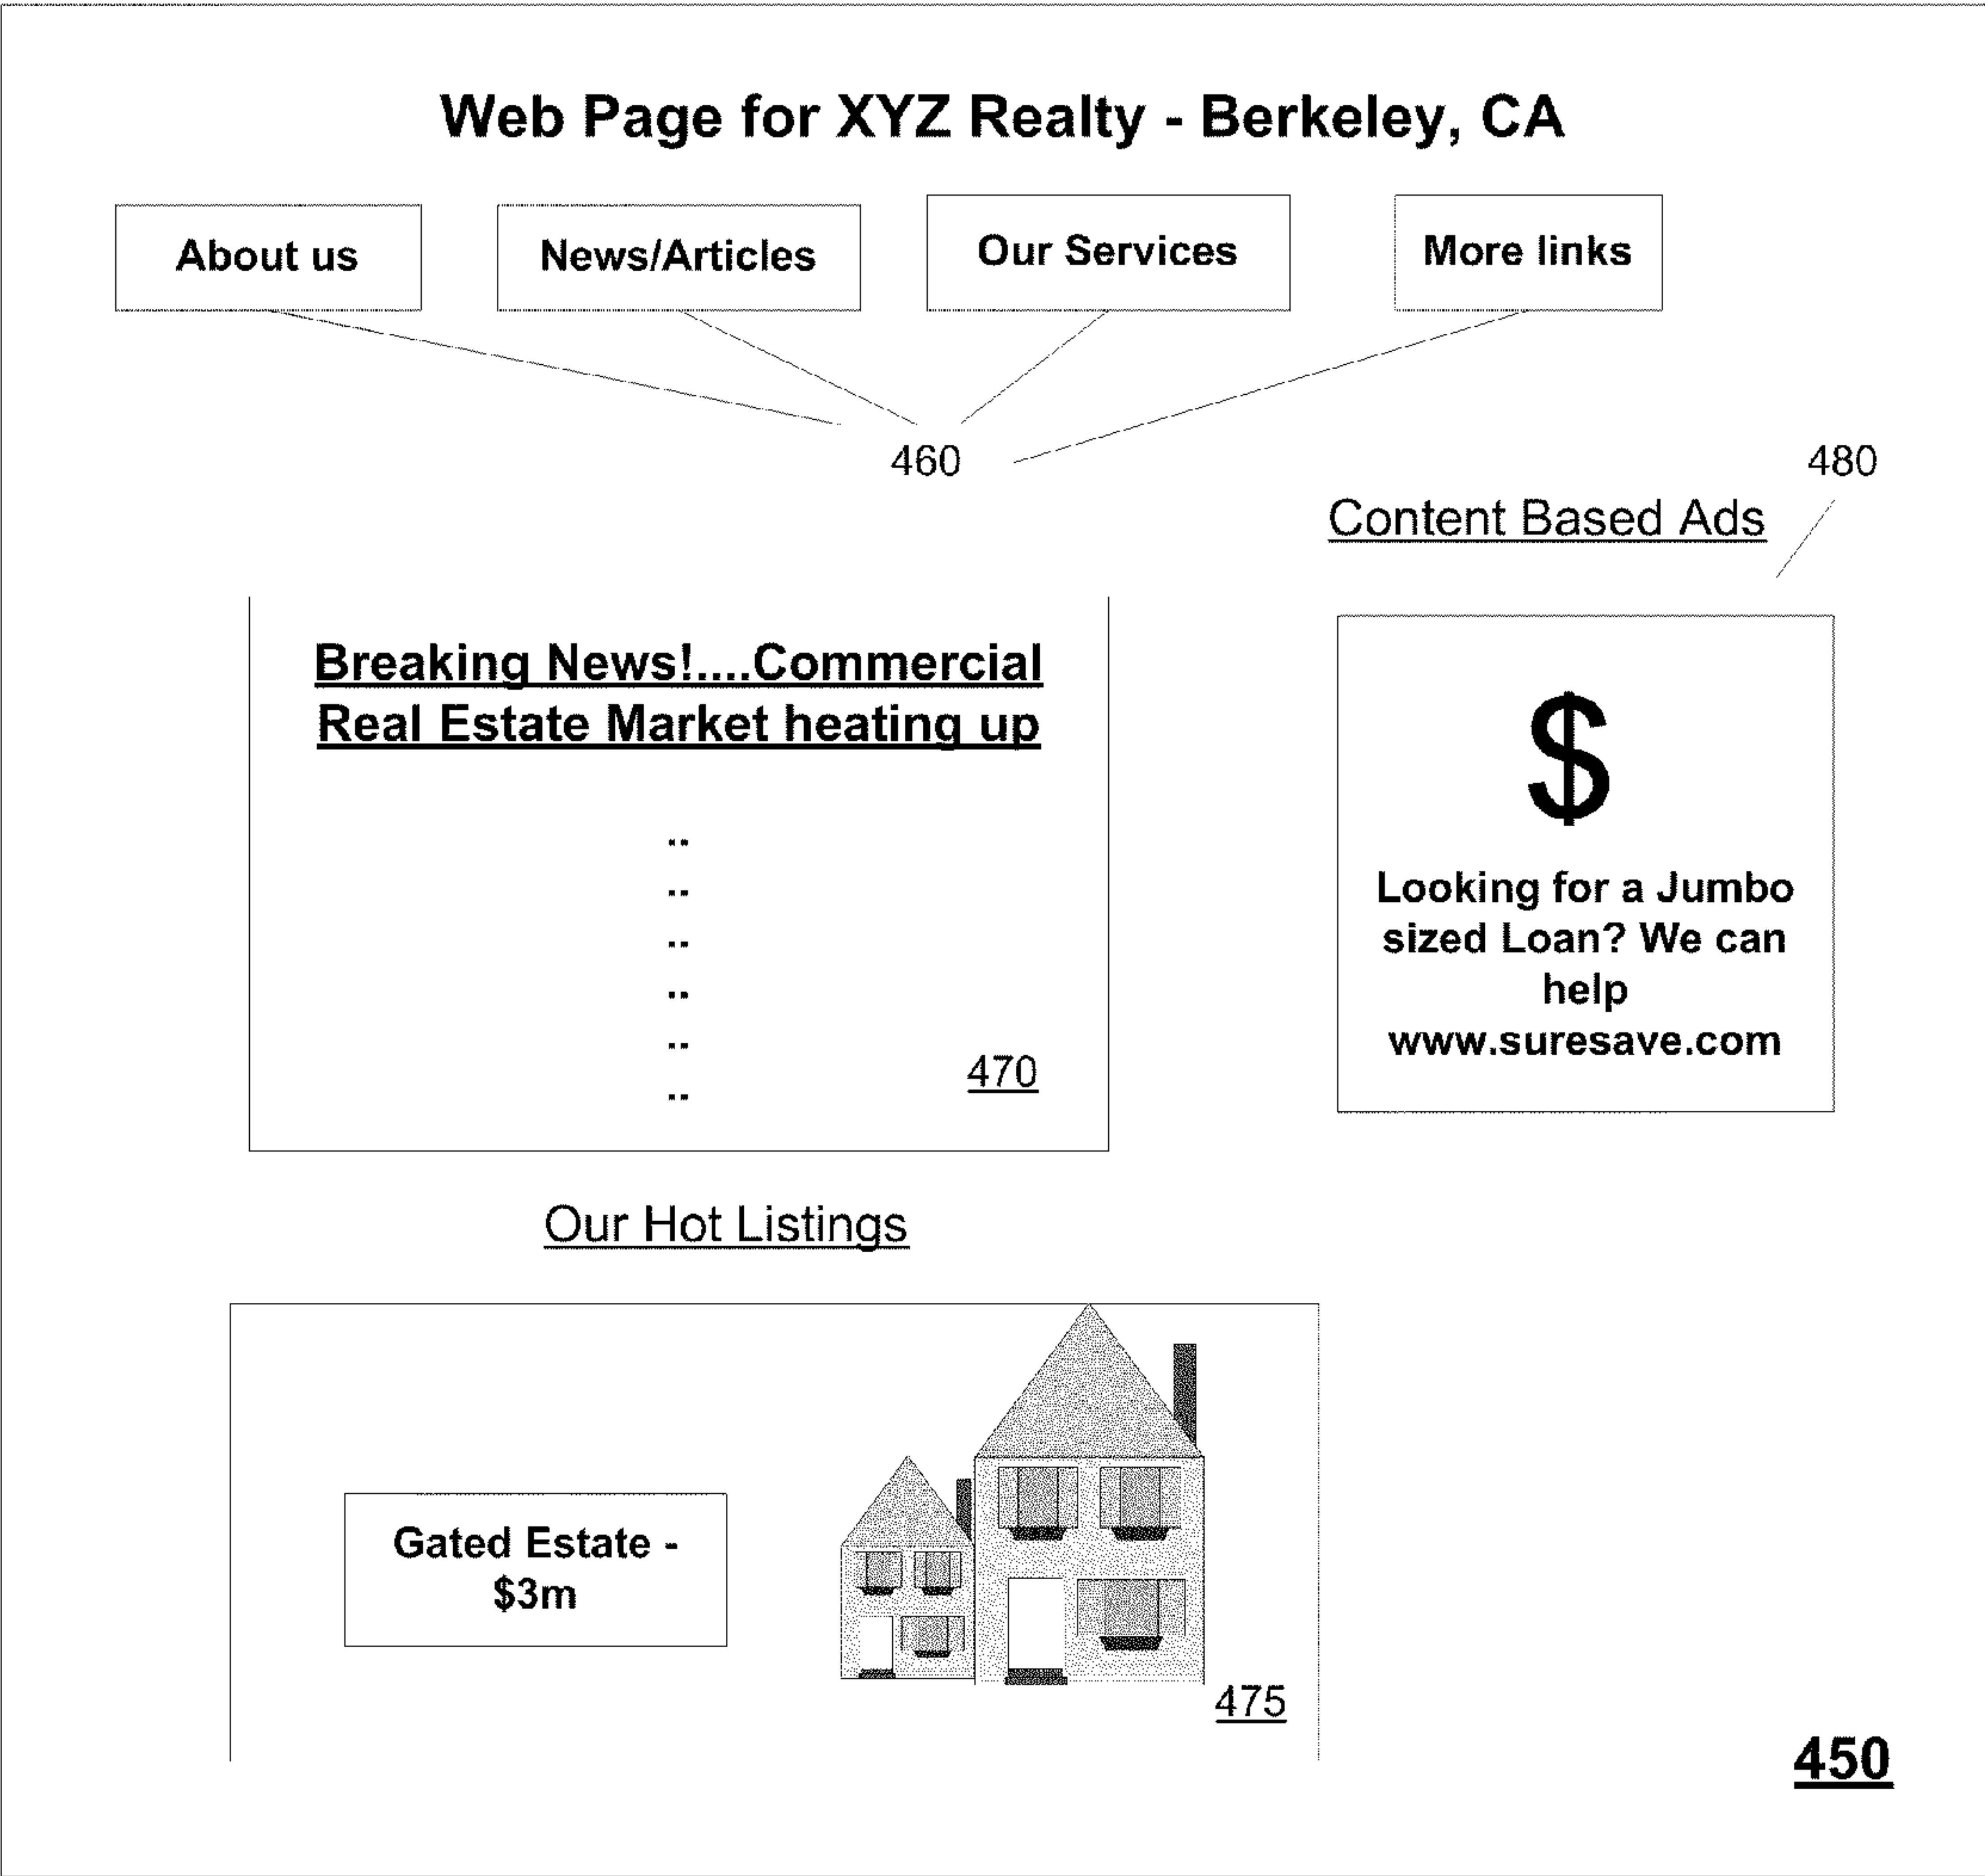 Web Page for XYZ Realty - Berkeley, CA
About us
News/Articles
Our Services
More links
460
480
Content Based Ads
Breaking News!.....Commercial
Real Estate Market heating up
..
..
..
..
..
..
470
$
Looking for a Jumbo
sized Loan? We can
help
www.suresave.com
Our Hot Listings
Gated Estate -
$3m
475
450